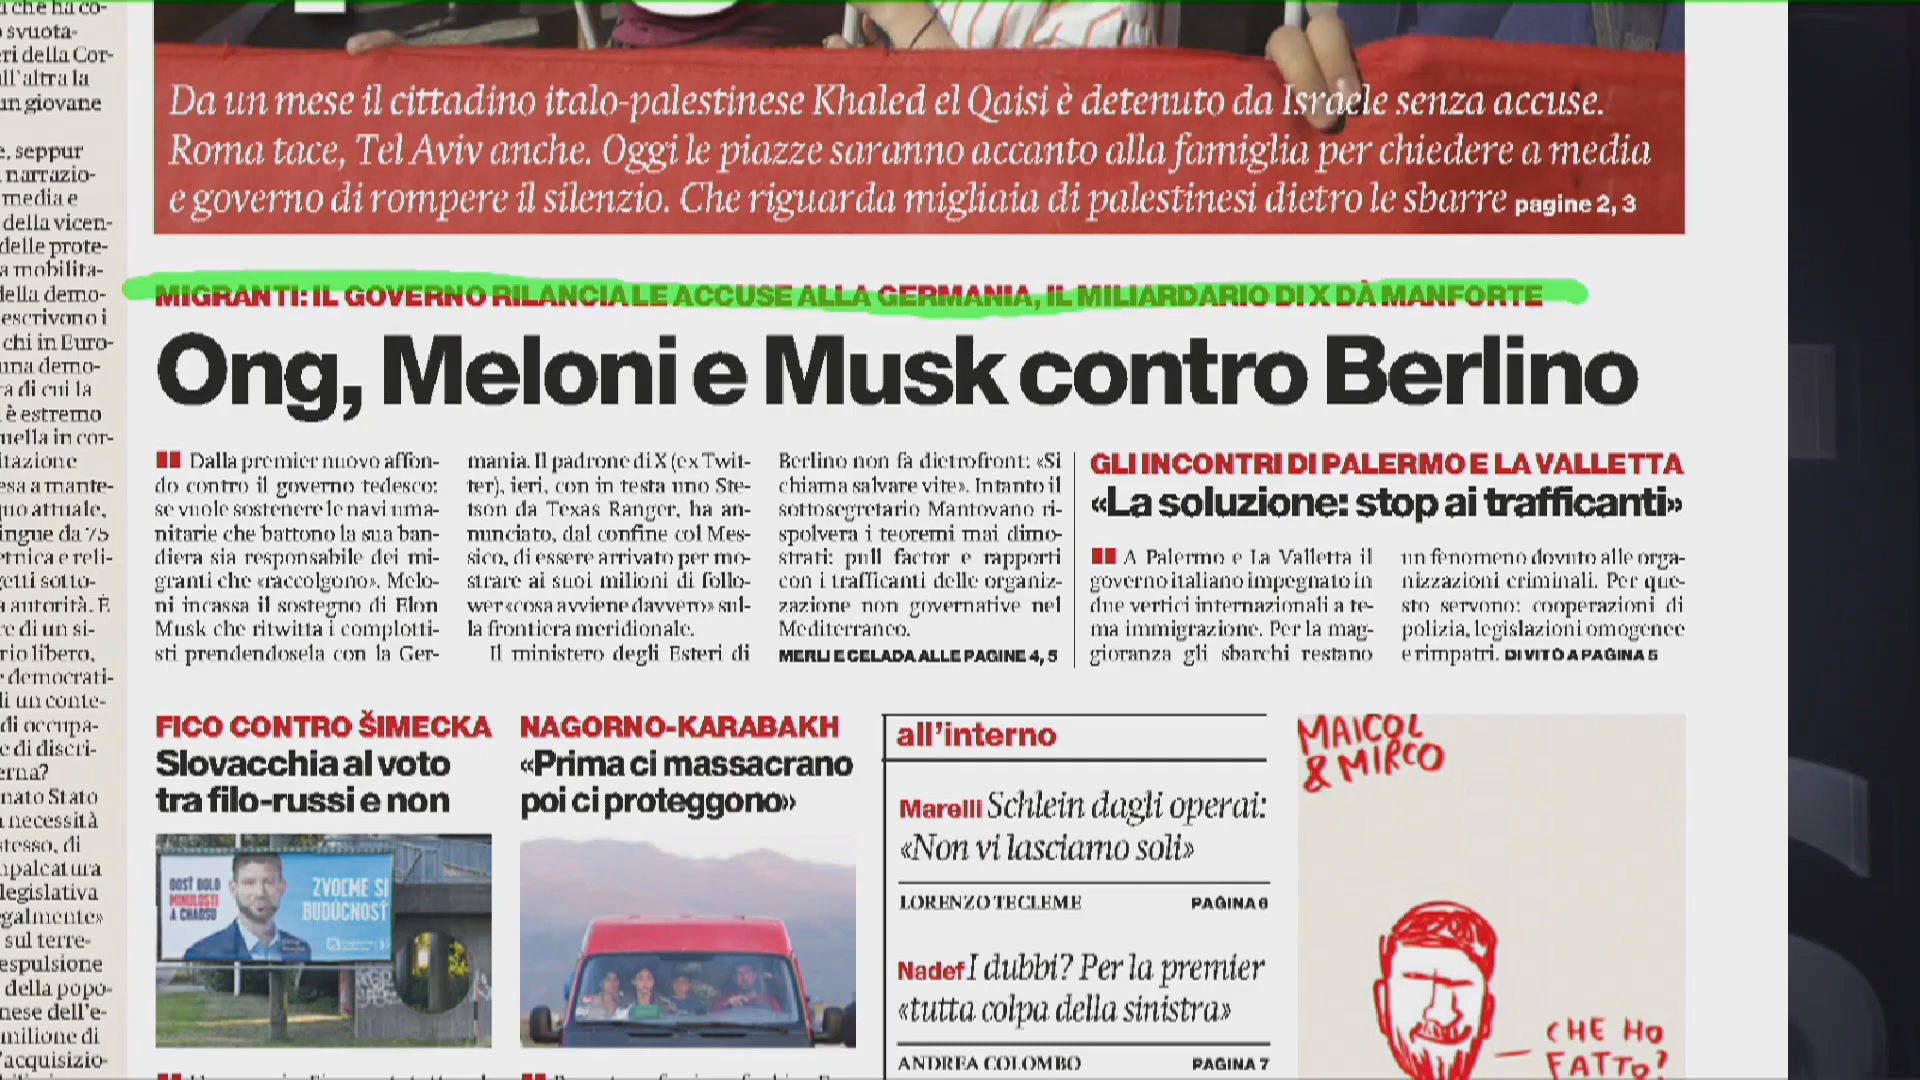 Da un mese il cittadino italo-palestinese Khaled el Qaisi è detenuto da Israele senza accuse.
Roma tace, Tel Aviv anche. Oggi le piazze saranno accanto alla famiglia per chiedere a media
e governo di rompere il silenzio. Che riguarda migliaia di palestinesi dietro le sbarre pagine 2, 3
MIGRANTI: IL GOVERNO RILANCIA LE ACCUSE ALLA GERMANIA, IL MILIARDARIO DI X DÀ MANFORTE
Ong, Meloni e Musk contro Berlino
Dalla premier nuovo affon-
do contro il governo tedesco:
se vuole sostenere le navi uma-
nitarie che battono la sua ban-
diera sia responsabile dei mi-
granti che «raccolgono». Melo-
ni incassa il sostegno di Elon
Musk che ritwitta i complotti-
sti prendendosela con la Ger-
mania. Il padrone di X (ex Twit-
ter), ieri, con in testa uno Ste-
tson da Texas Ranger, ha an-
nunciato, dal confine col Mes-
sico, di essere arrivato per mo-
strare ai suoi milioni di follo-
wer «cosa avviene davvero» sul-
la frontiera meridionale.
Il ministero degli Esteri di
Berlino non fa dietrofront: «Si
chiama salvare vite». Intanto il
sottosegretario Mantovano ri-
spolvera i teoremi mai dimo-
strati: pull factor e rapporti
con i trafficanti delle organiz-
zazione non governative nel
Mediterraneo.
MERLI E CELADA ALLE PAGINE 4, 5
GLI INCONTRI DI PALERMO E LA VALLETTA
«La soluzione: stop ai trafficanti»
A Palermo e La Valletta il
governo italiano impegnato in
due vertici internazionali a te-
ma immigrazione. Per la mag-
gioranza gli sbarchi restano
un fenomeno dovuto alle orga-
nizzazioni criminali. Per que-
sto servono: cooperazioni di
polizia, legislazioni omogenee
e rimpatri. DI VITO A PAGINA 5
FICO CONTRO ŠIMECKA
Slovacchia al voto
tra filo-russi e non
DOSŤ BOLO
MINULOSTI
A CHAOSU
ZVOĽME SI
BUDÚCNOSŤ
NAGORNO-KARABAKH
«Prima ci massacrano
poi ci proteggono»
all'interno
Marelli Schlein dagli operai:
«Non vi lasciamo soli»
LORENZO TECLEME PAGINA 6
Nadef I dubbi? Per la premier
«tutta colpa della sinistra»
ANDREA COLOMBO PAGINA 7
MAICOL
& MIRCO
CHE HO
FATTO?